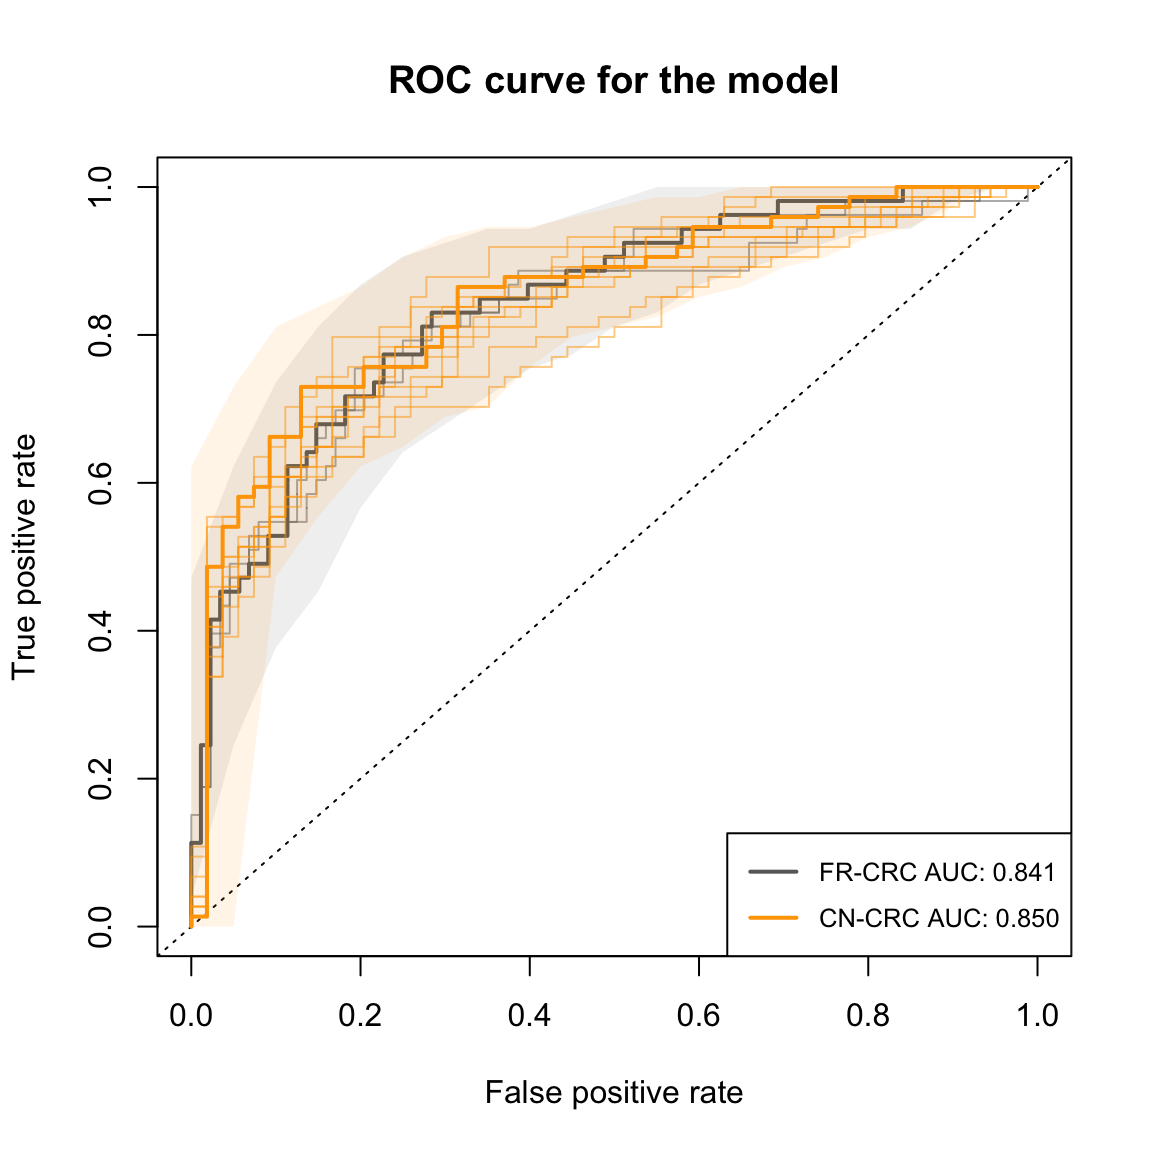 ROC curve for the model
True positive rate
1.0
0.8
0.6
0.4
0.2
0.0
FR-CRC AUC: 0.841
CN-CRC AUC: 0.850
0.0 0.2 0.4 0.6 0.8 1.0
False positive rate